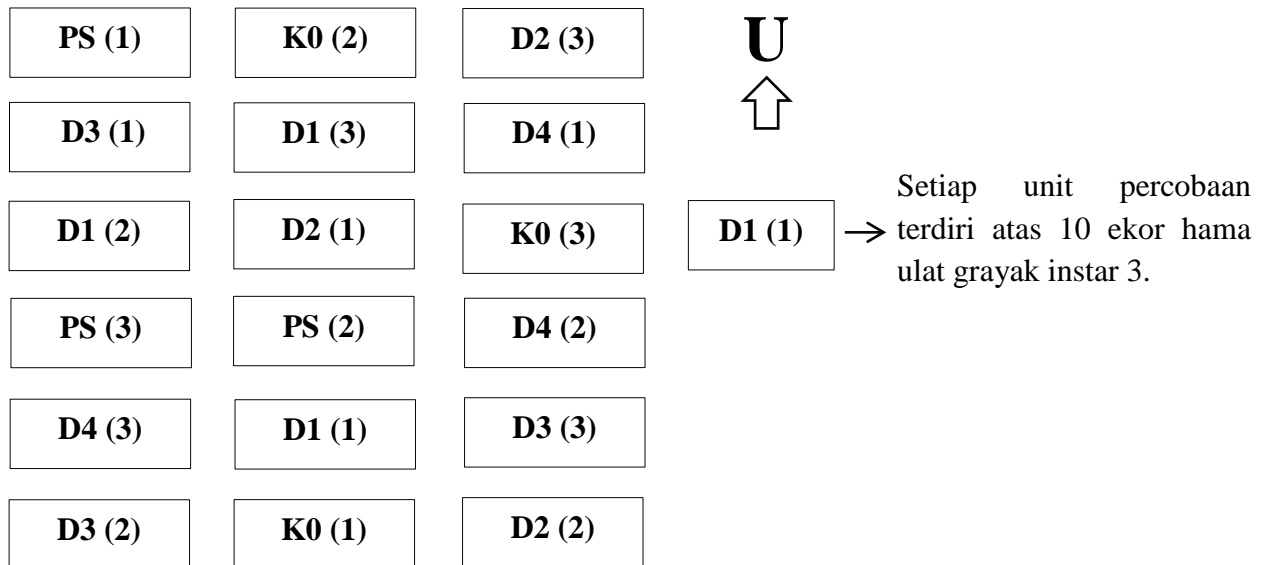 PS (1) K0 (2) D2 (3) U
D3 (1) D1 (3) D4 (1)
D1 (2) D2 (1) K0 (3) D1 (1)
Setiap unit percobaan
terdiri atas 10 ekor hama
ulat grayak instar 3.
PS (3) PS (2) D4 (2)
D4 (3) D1 (1) D3 (3)
D3 (2) K0 (1) D2 (2)